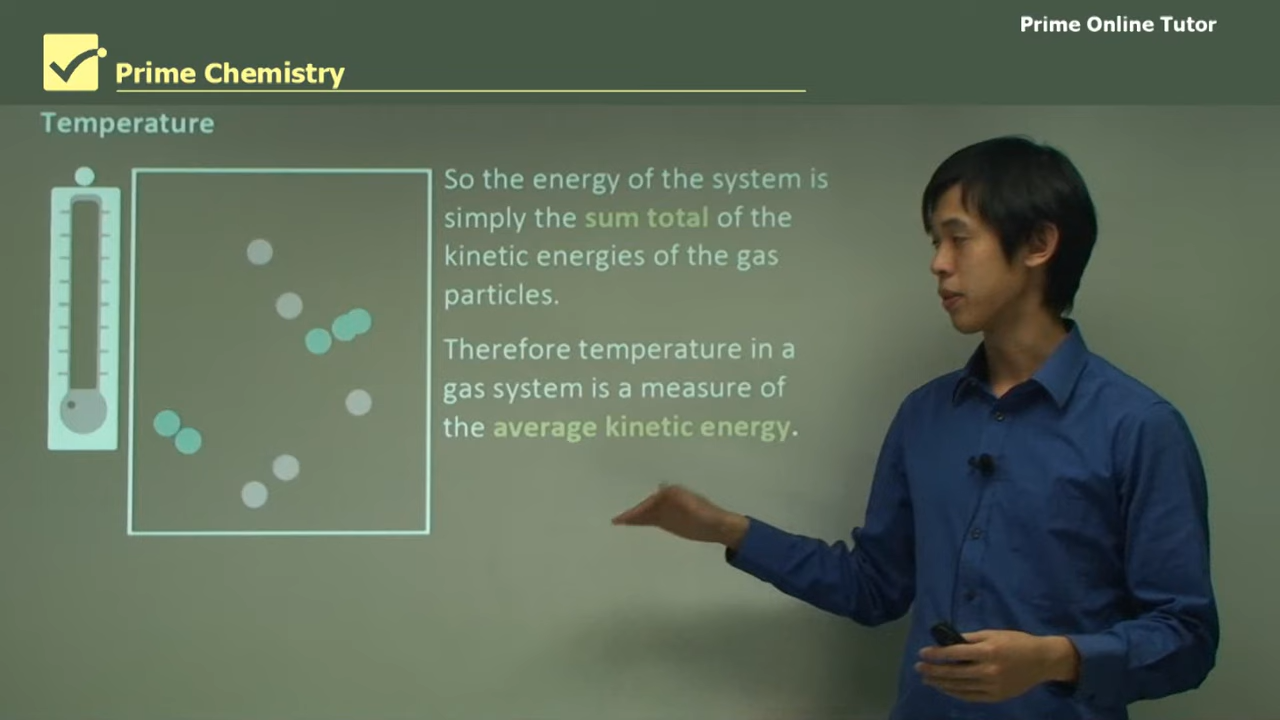 Prime Online Tutor
Prime Chemistry
Temperature
So the energy of the system is
simply the sum total of the
kinetic energies of the gas
particles.
Therefore temperature in a
gas system is a measure of
the average kinetic energy.